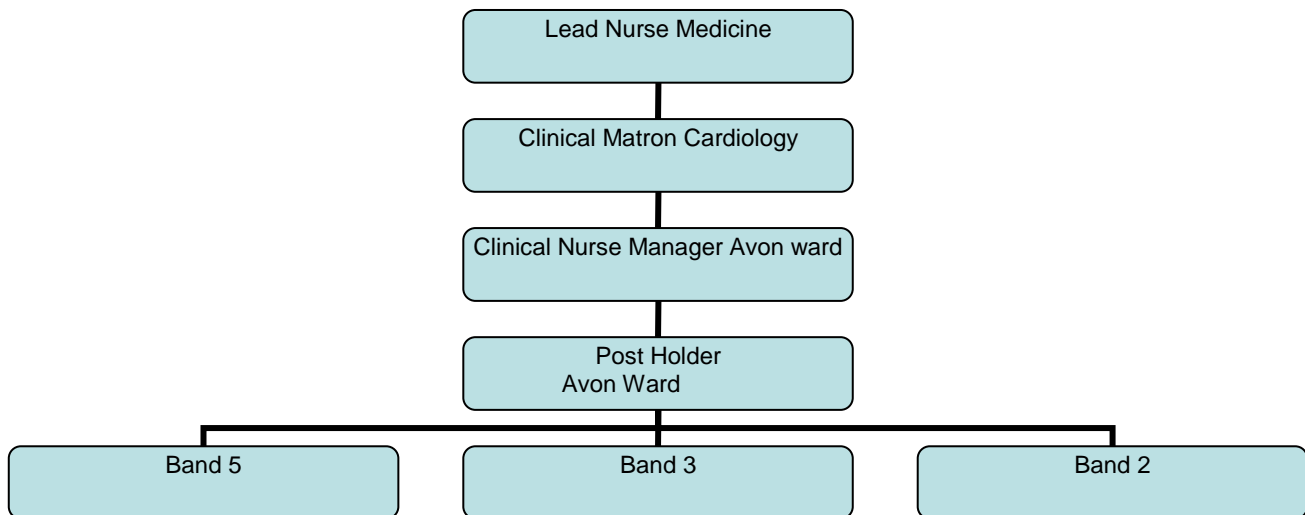 Lead Nurse Medicine
Clinical Matron Cardiology
Clinical Nurse Manager Avon ward
Post Holder
Avon Ward
Band 5
Band 3
Band 2